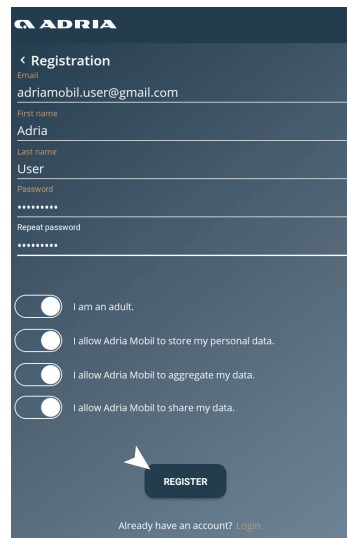 ADRIA
< Registration
Email
adriamobil.user@gmail.com
First name
Adria
Last name
User
Password
•••••••••
Repeat password
•••••••••
I am an adult.
I allow Adria Mobil to store my personal data.
I allow Adria Mobil to aggregate my data.
I allow Adria Mobil to share my data.
REGISTER
Already have an account? Login.